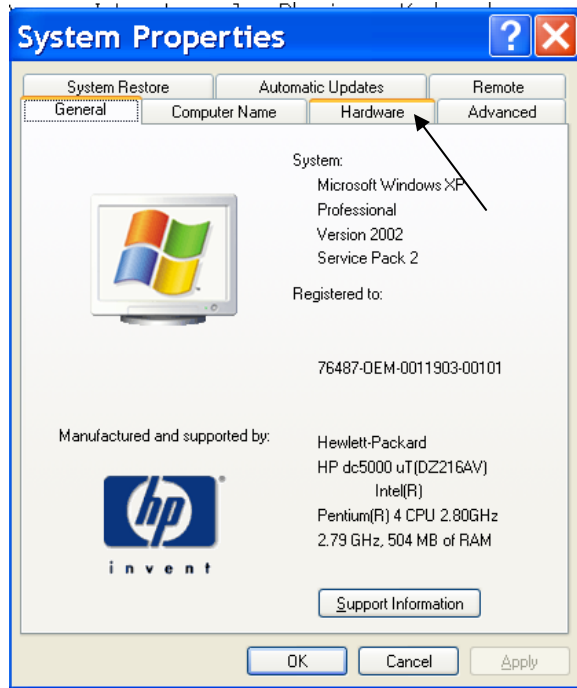 System Properties
System Restore Automatic Updates Remote
General Computer Name Hardware Advanced
System:
Microsoft Windows XP
Professional
Version 2002
Service Pack 2
Registered to:
76487-OEM-0011903-00101
Manufactured and supported by:
Hewlett-Packard
HP dc5000 uT(DZ216AV)
Intel(R)
Pentium(R) 4 CPU 2.80GHz
2.79 GHz, 504 MB of RAM
hp
invent
Support Information
OK Cancel Apply